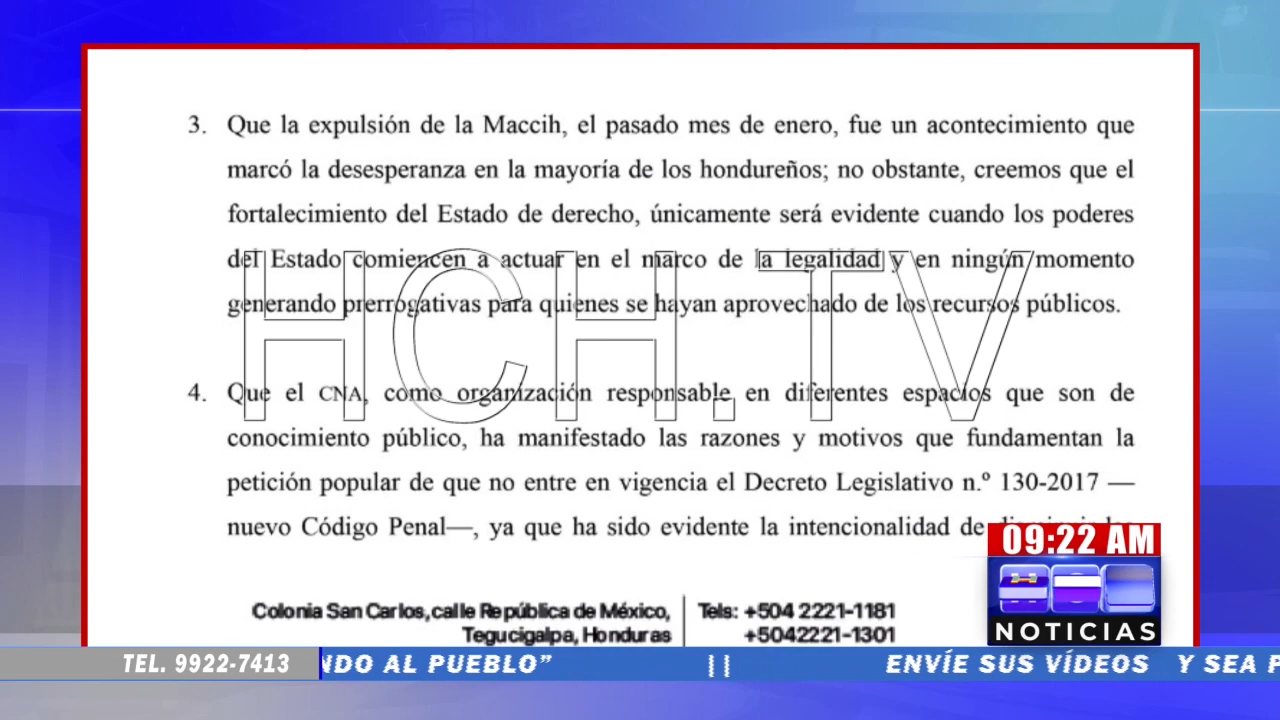 3. Que la expulsión de la Maccih, el pasado mes de enero, fue un acontecimiento que
marcó la desesperanza en la mayoría de los hondureños; no obstante, creemos que el
fortalecimiento del Estado de derecho, únicamente será evidente cuando los poderes
del Estado comiencen a actuar en el marco de la legalidad y en ningún momento
generando prerrogativas para quienes se hayan aprovechado de los recursos públicos.
HCH.TV
4. Que el CNA, como organización responsable en diferentes espacios que son de
conocimiento público, ha manifestado las razones y motivos que fundamentan la
petición popular de que no entre en vigencia el Decreto Legislativo n.º 130-2017 —
nuevo Código Penal—, ya que ha sido evidente la intencionalidad de
09:22 AM
NOTICIAS
Colonia San Carlos, calle República de México,
Tegucigalpa, Honduras
Tels: +504 2221-1181
+5042221-1301
TEL. 9922-7413
NDO AL PUEBLO” || ENVÍE SUS VÍDEOS Y SEA